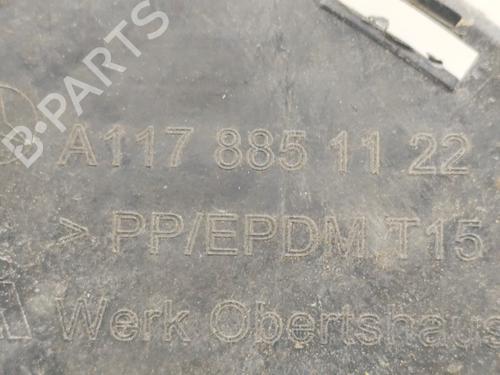 B-PARTS
A117 885 11 22
> PP/EPDM T15
Werk Obertshaus